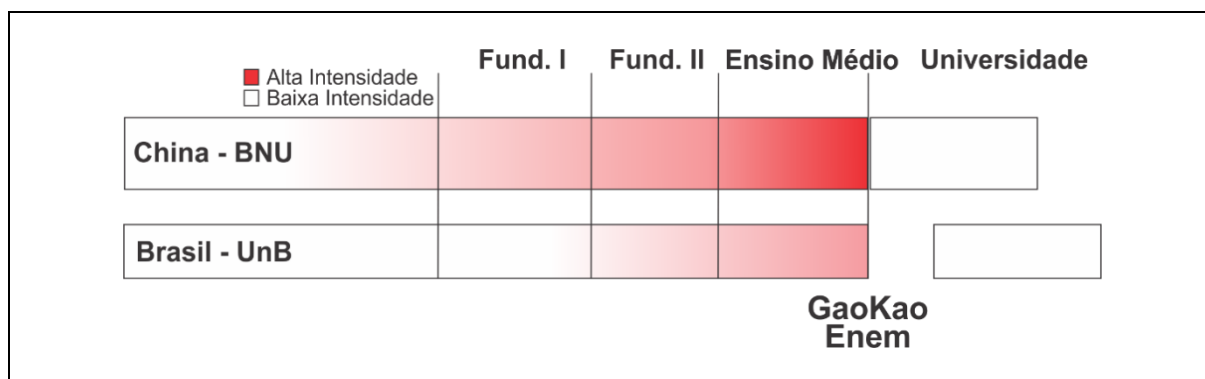 Fund. I Fund. II Ensino Médio Universidade
Alta Intensidade
Baixa Intensidade
China - BNU
Brasil - UnB
GaoKao
Enem